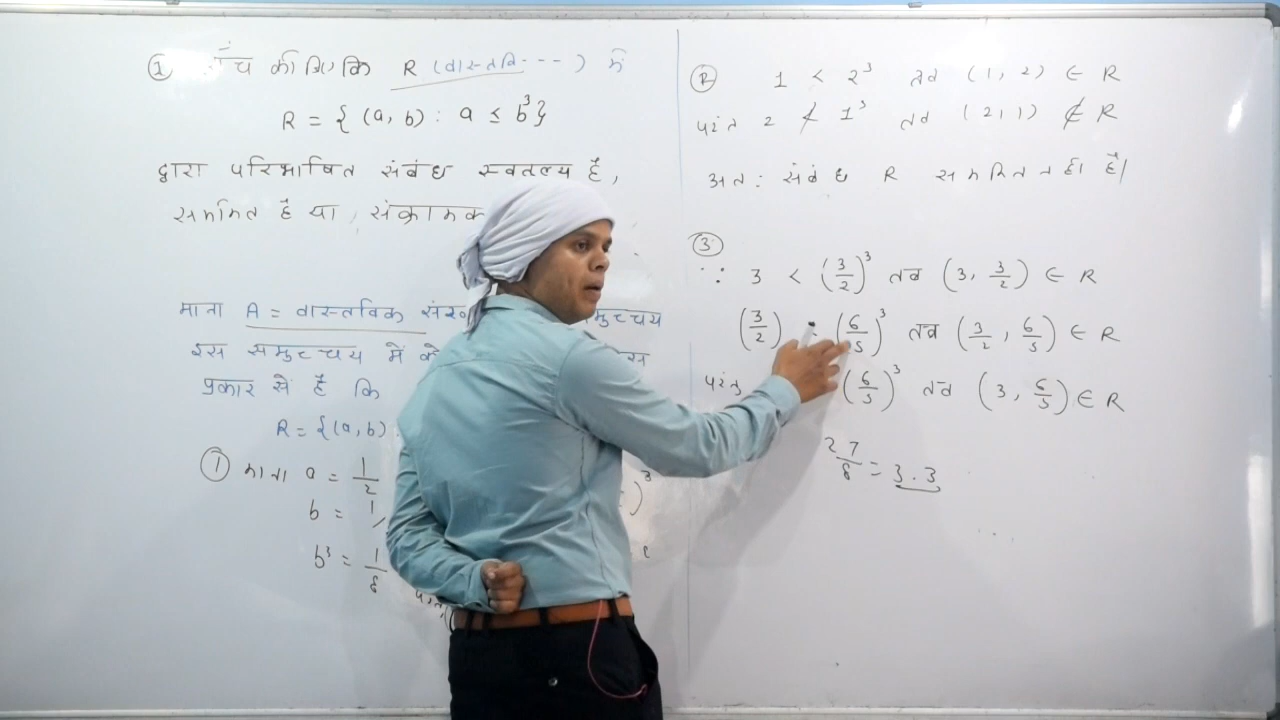 ① कीजिए कि R (वास्तवि---) में
R = { (a, b) : a ≤ b³}
द्वारा परिभाषित संबंध स्वतुल्य है,
सममित है या, संक्रामक
माना A = वास्तविक
इस समुच्चय में
प्रकार से है कि
R = {(a, b)
① माना a = 1/2
b = 1
b³ = 1/8
② 1 < 2³ तब (1, 2) ∈ R
परंतु 2 ≮ 1³ तब (2, 1) ∉ R
अत: संबंध R सममित नहीं है|
③
∵ 3 < (3/2)³ तब (3, 3/2) ∈ R
(3/2) (6/5)³ तब (3/2, 6/5) ∈ R
परंतु (6/5)³ तब (3, 6/5) ∈ R
27/8 = 3.3